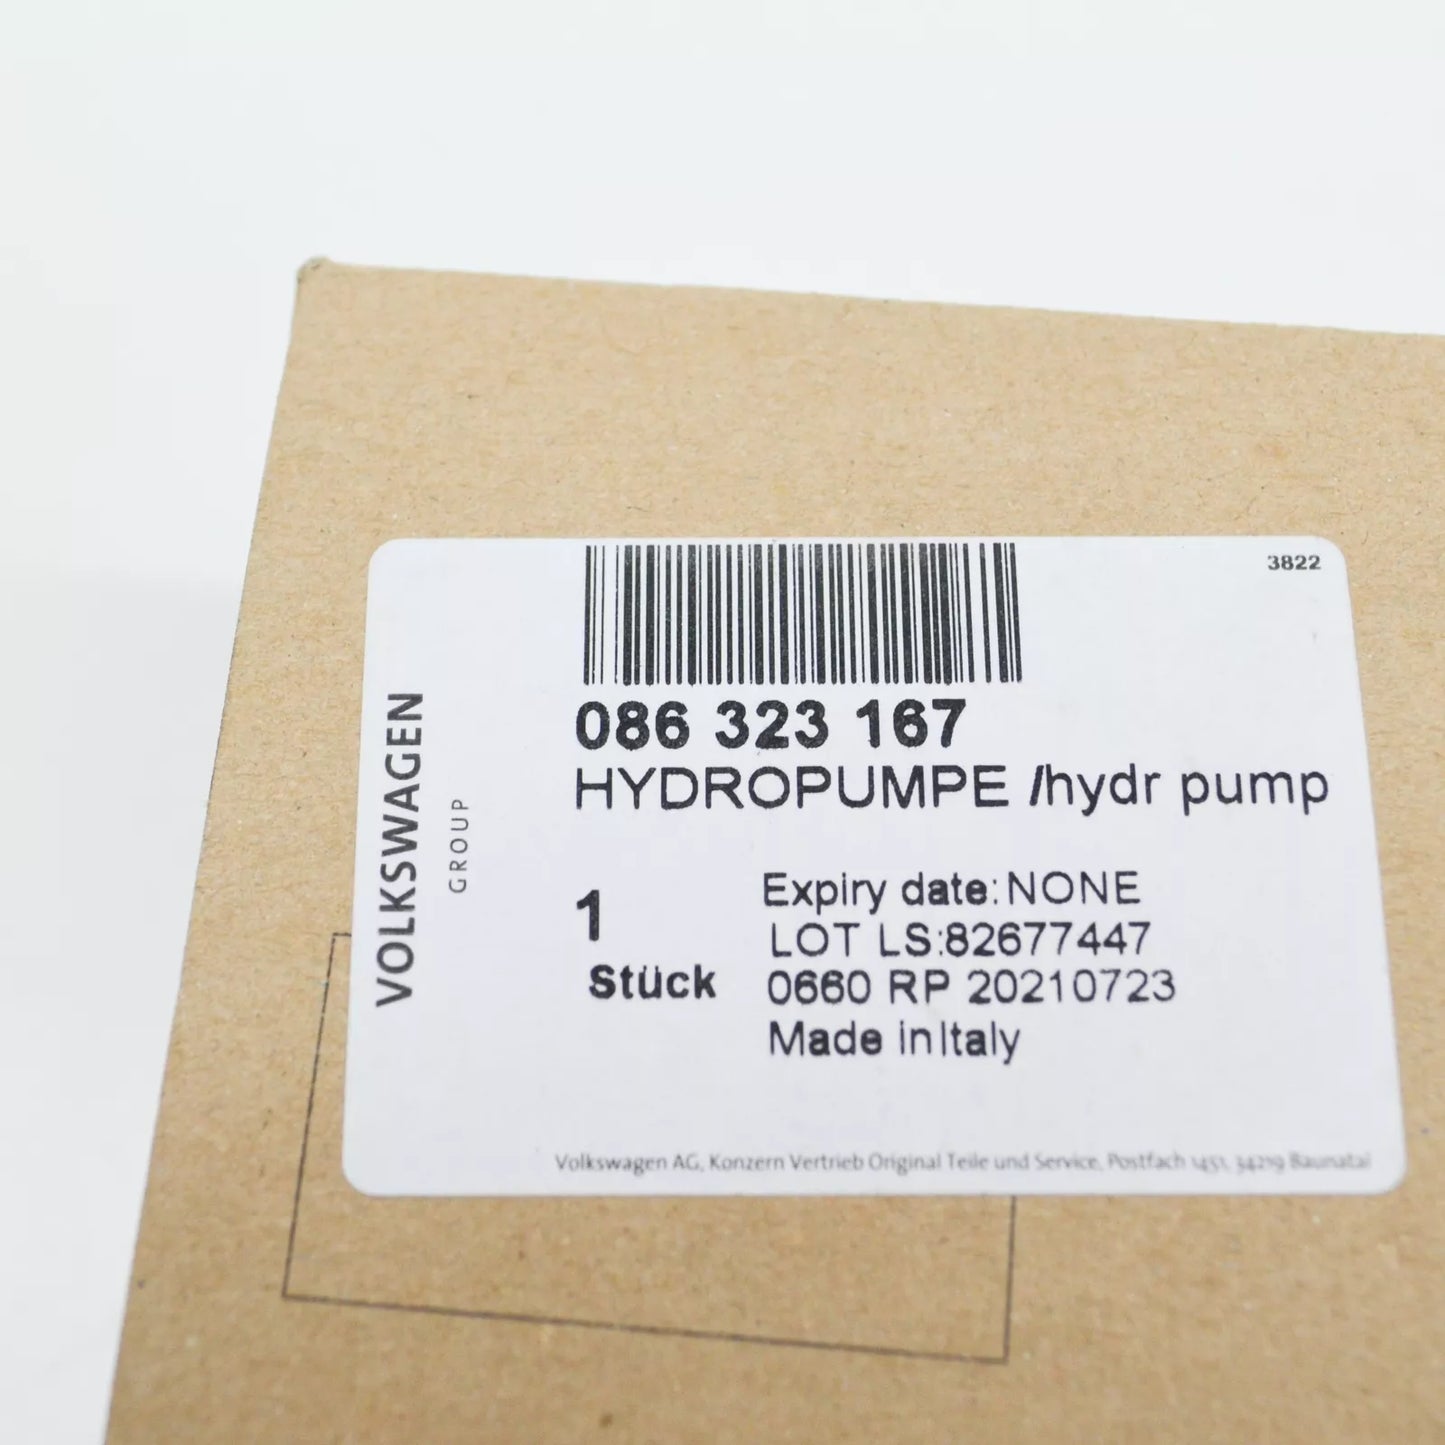 3822
VOLKSWAGEN
GROUP
086 323 167
HYDROPUMPE /hydr pump
1
Stück
Expiry date:NONE
LOT LS:82677447
0660 RP 20210723
Made in Italy
Volkswagen AG, Konzern Vertrieb Original Teile und Service, Postfach 1451, 34219 Baunatal